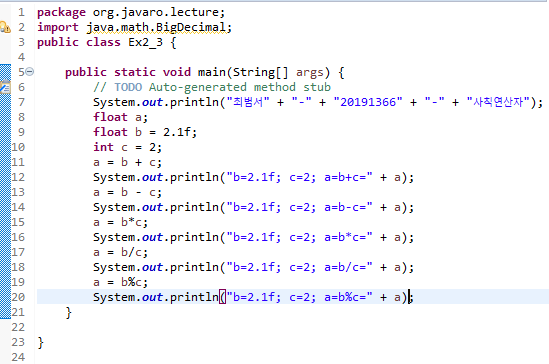 1 package org.javaro.lecture;
2 import java.math.BigDecimal;
3 public class Ex2_3 {
4
5 public static void main(String[] args) {
6 // TODO Auto-generated method stub
7 System.out.println("최범서" + "-" + "20191366" + "-" + "사칙연산자");
8 float a;
9 float b = 2.1f;
10 int c = 2;
11 a = b + c;
12 System.out.println("b=2.1f; c=2; a=b+c=" + a);
13 a = b - c;
14 System.out.println("b=2.1f; c=2; a=b-c=" + a);
15 a = b*c;
16 System.out.println("b=2.1f; c=2; a=b*c=" + a);
17 a = b/c;
18 System.out.println("b=2.1f; c=2; a=b/c=" + a);
19 a = b%c;
20 System.out.println("b=2.1f; c=2; a=b%c=" + a);
21 }
22
23 }
24